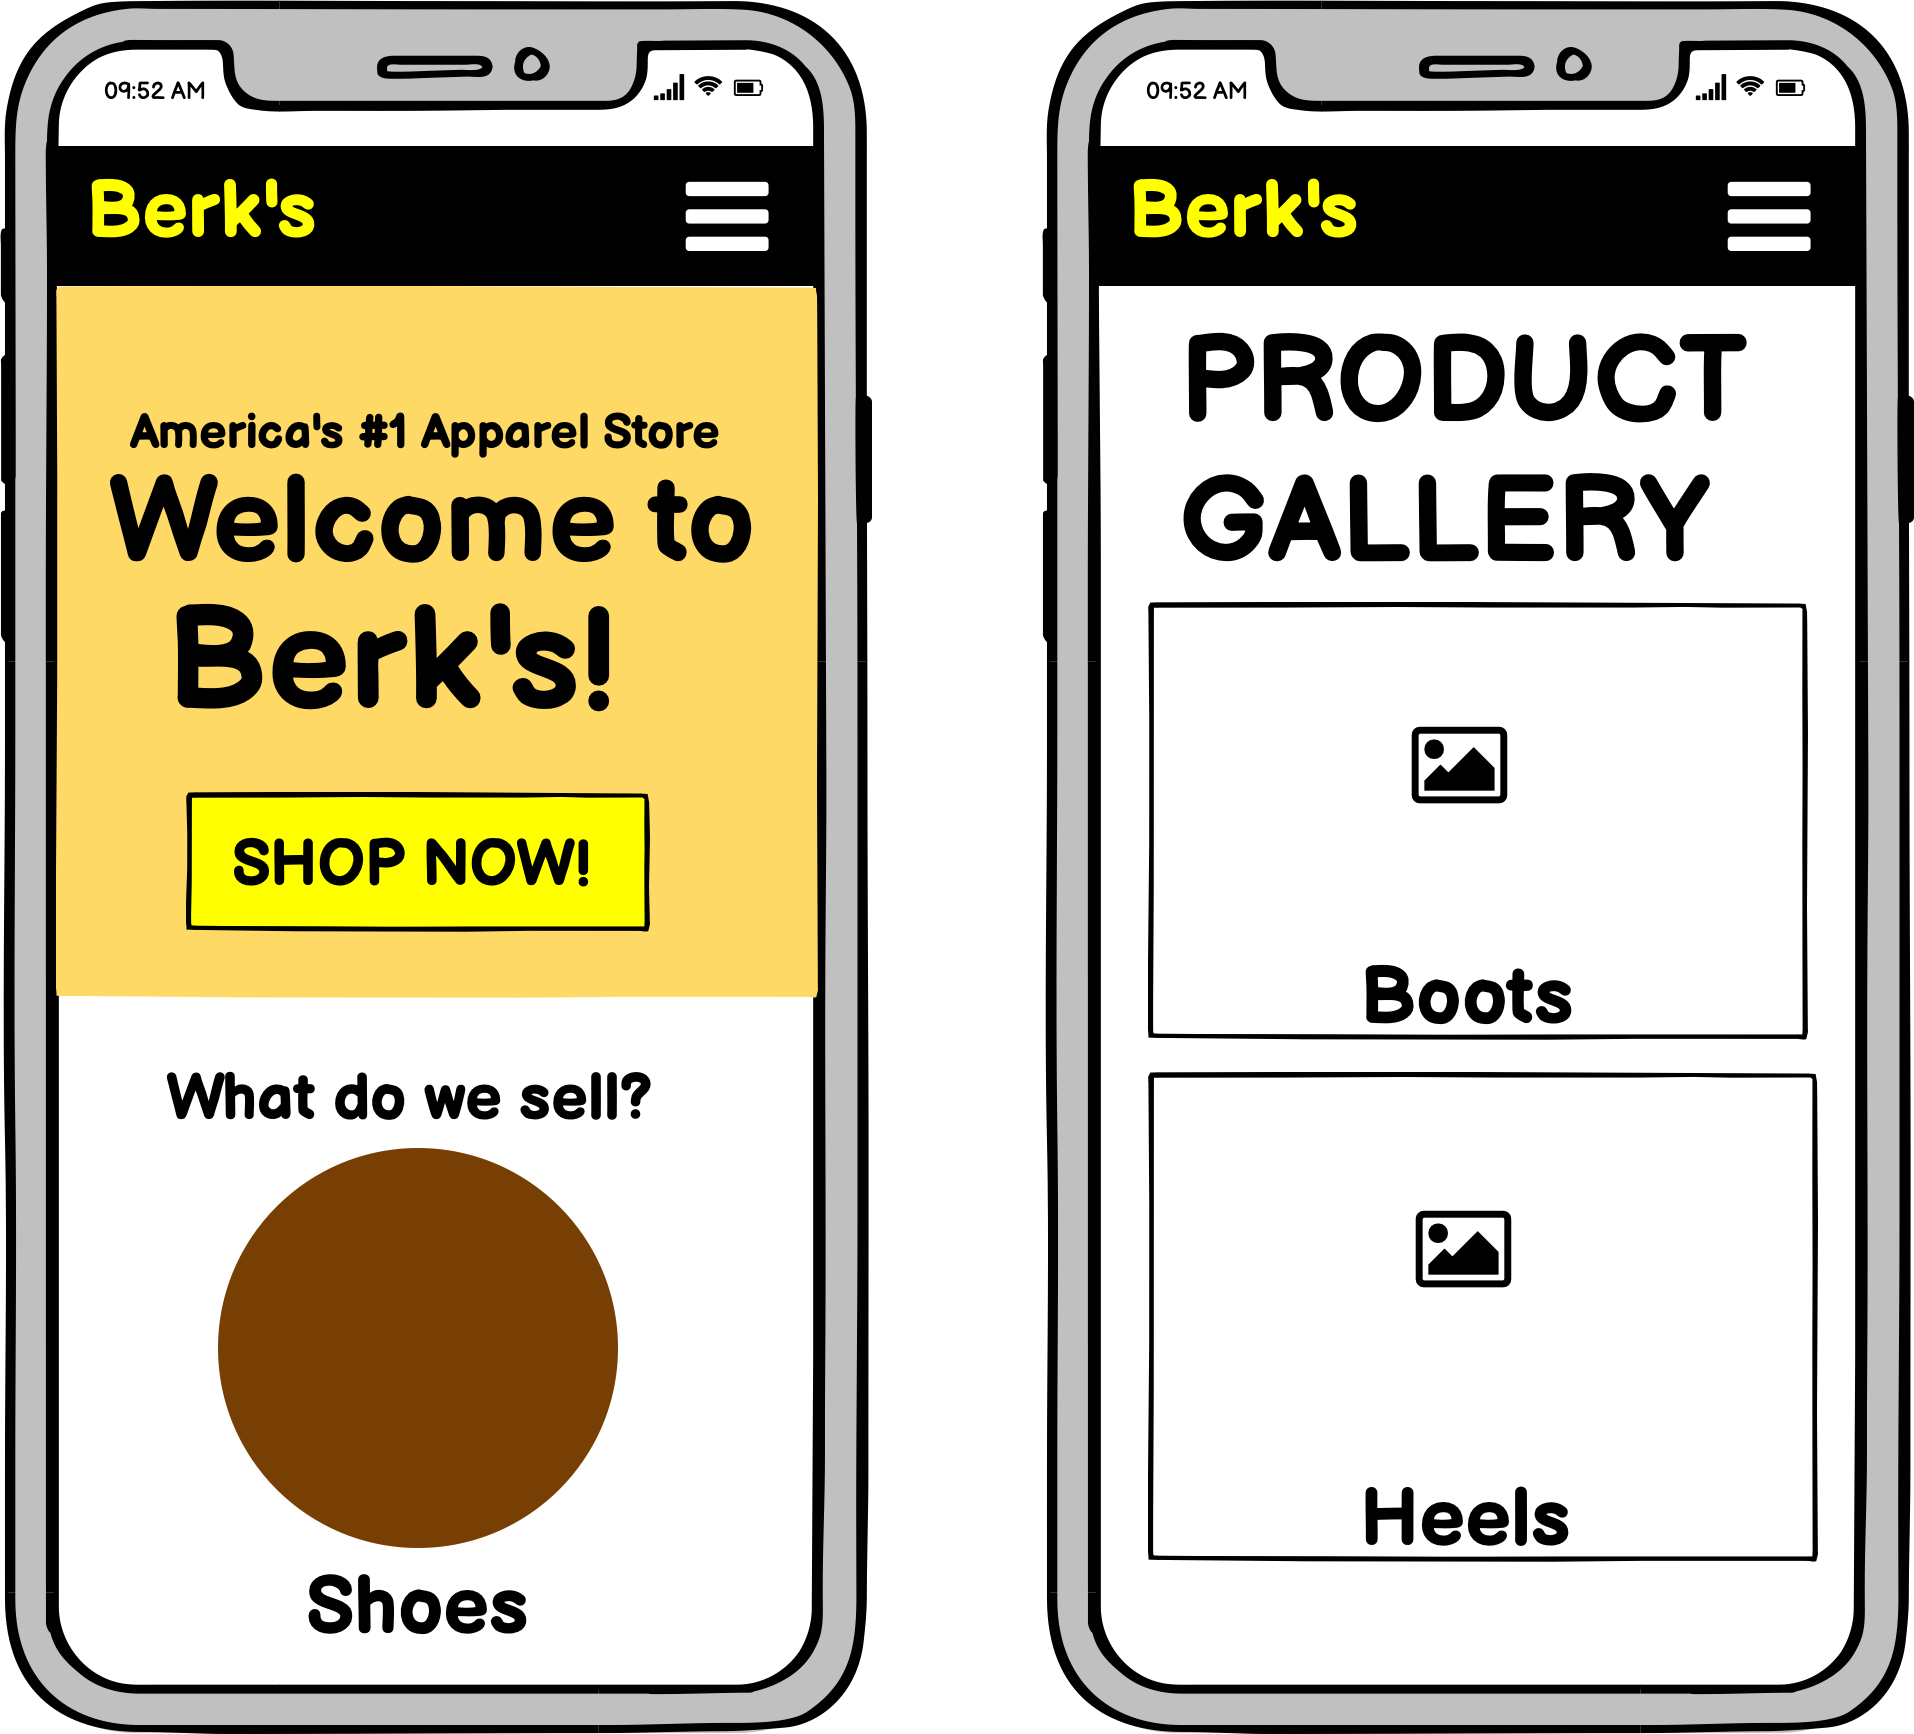 09:52 AM
Berk's
America's #1 Apparel Store
Welcome to
Berk's!
SHOP NOW!
What do we sell?
Shoes
09:52 AM
Berk's
PRODUCT
GALLERY
Boots
Heels